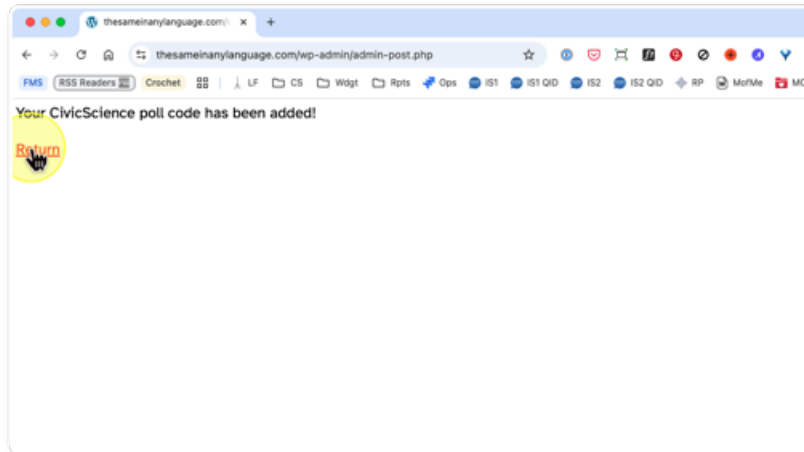 thesameinanylanguage.com/
thesameinanylanguage.com/wp-admin/admin-post.php
FMS RSS Readers Crochet LF CS Wdgt Rpts Ops IS1 IS1 QID IS2 IS2 QID RP MofMe MC
Your CivicScience poll code has been added!
Return